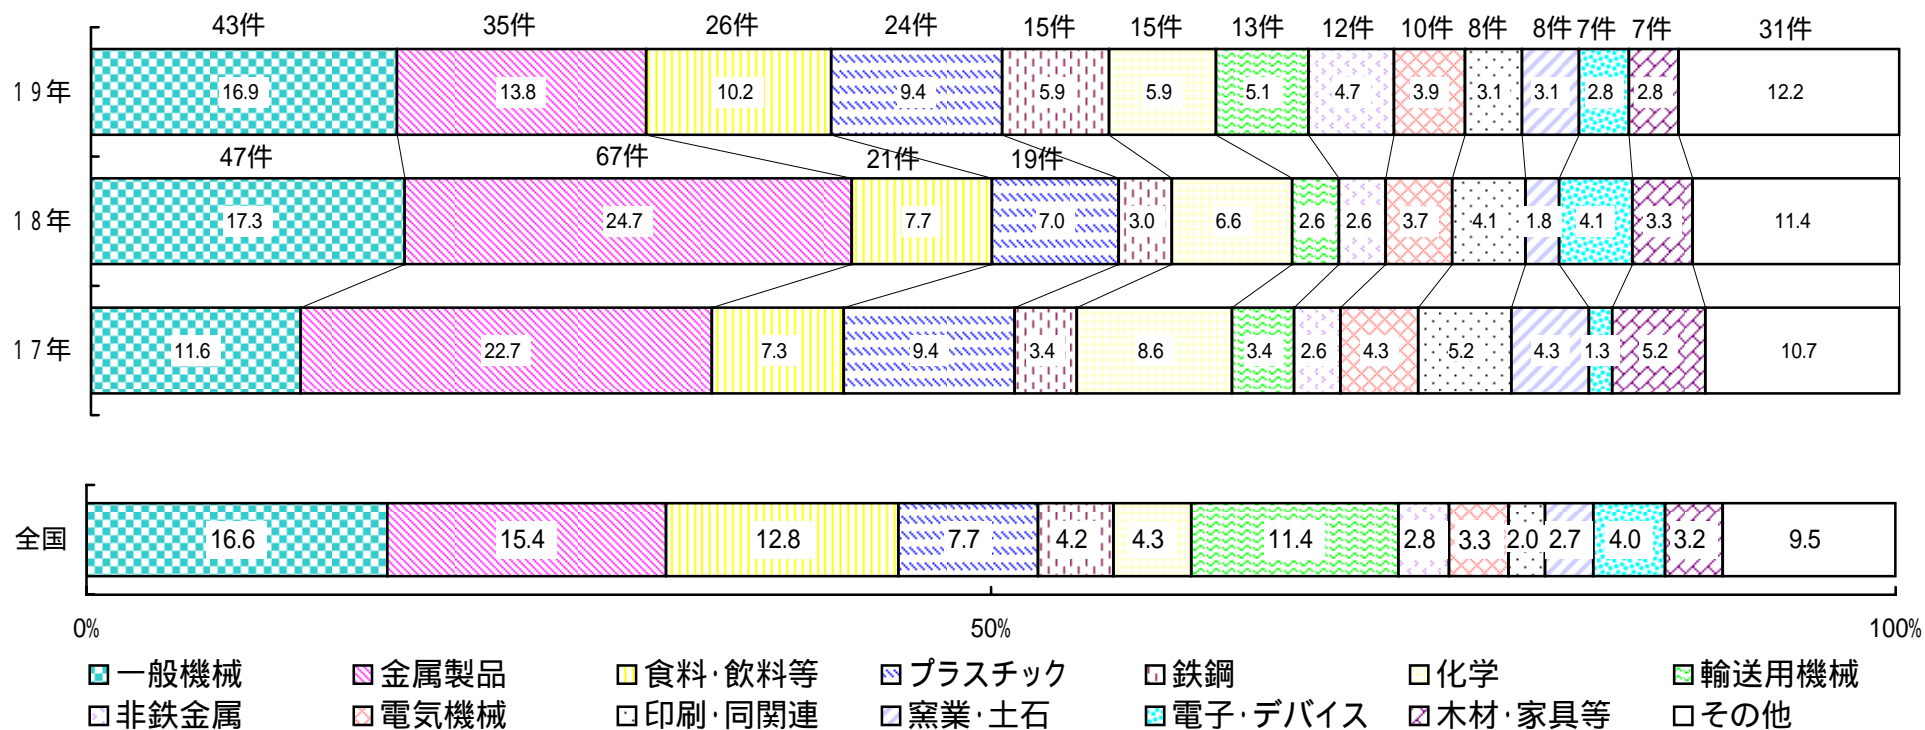 43件 35件 26件 24件 15件 15件 13件 12件 10件 8件 8件 7件 7件 31件
19年 16.9 13.8 10.2 9.4 5.9 5.9 5.1 4.7 3.9 3.1 3.1 2.8 2.8 12.2
47件 67件 21件 19件
18年 17.3 24.7 7.7 7.0 3.0 6.6 2.6 2.6 3.7 4.1 1.8 4.1 3.3 11.4
17年 11.6 22.7 7.3 9.4 3.4 8.6 3.4 2.6 4.3 5.2 4.3 1.3 5.2 10.7
全国 16.6 15.4 12.8 7.7 4.2 4.3 11.4 2.8 3.3 2.0 2.7 4.0 3.2 9.5
0% 50% 100%
一般機械 金属製品 食料・飲料等 プラスチック 鉄鋼 化学 輸送用機械
非鉄金属 電気機械 印刷・同関連 窯業・土石 電子・デバイス 木材・家具等 その他